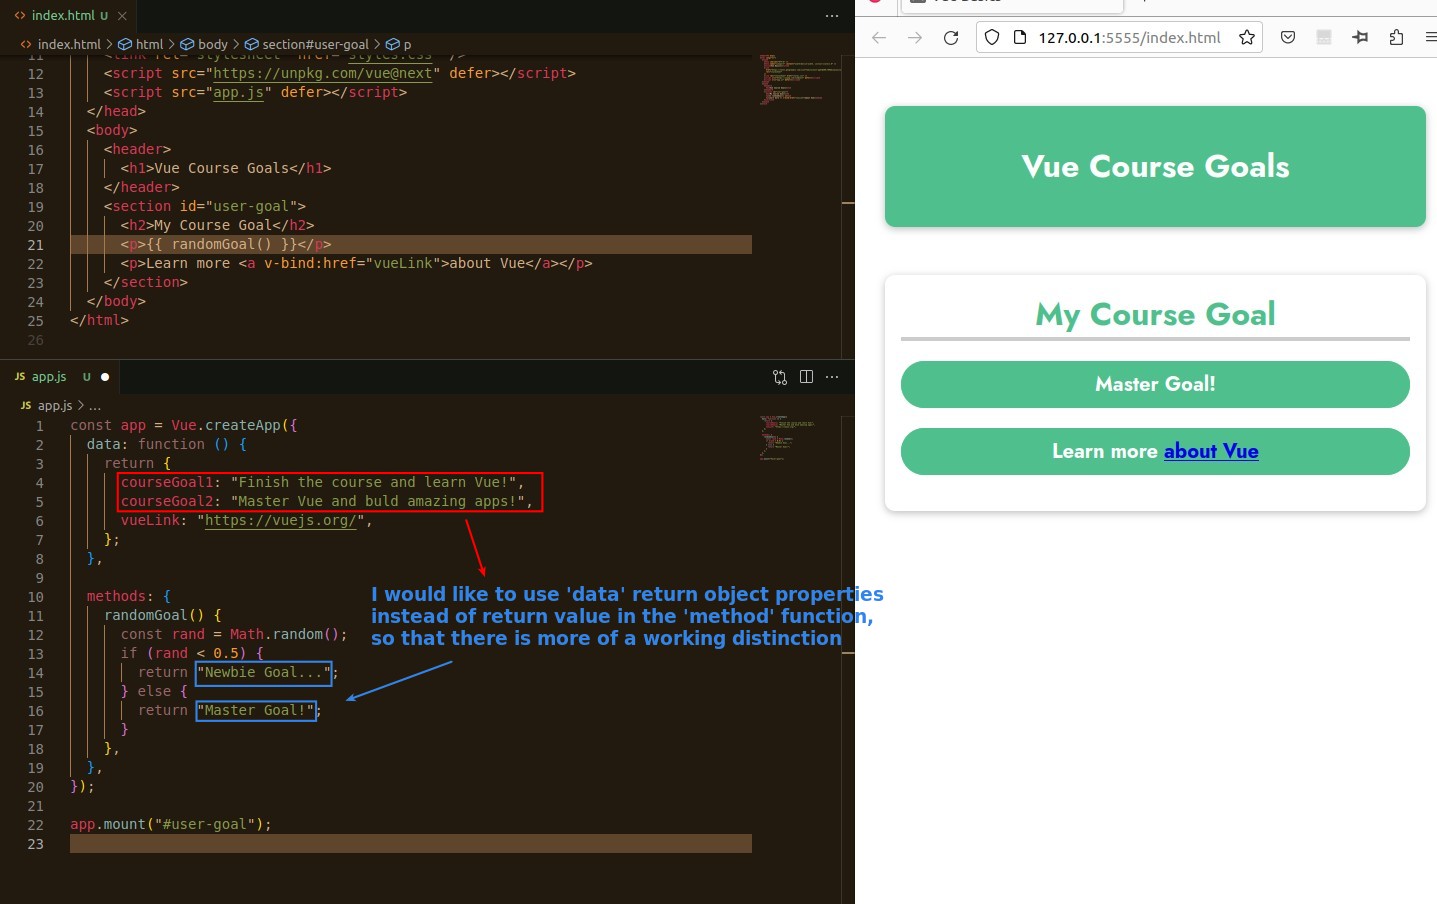 index.html U
index.html > html > body > section#user-goal > p
11 <link rel="stylesheet" href="styles.css" />
12 <script src="https://unpkg.com/vue@next" defer></script>
13 <script src="app.js" defer></script>
14 </head>
15 <body>
16 <header>
17 <h1>Vue Course Goals</h1>
18 </header>
19 <section id="user-goal">
20 <h2>My Course Goal</h2>
21 <p>{{ randomGoal() }}</p>
22 <p>Learn more <a v-bind:href="vueLink">about Vue</a></p>
23 </section>
24 </body>
25 </html>
26
JS app.js U
JS app.js > ...
1 const app = Vue.createApp({
2 data: function () {
3 return {
4 courseGoal1: "Finish the course and learn Vue!",
5 courseGoal2: "Master Vue and buld amazing apps!",
6 vueLink: "https://vuejs.org/",
7 };
8 },
9
10 methods: {
11 randomGoal() {
12 const rand = Math.random();
13 if (rand < 0.5) {
14 return "Newbie Goal...";
15 } else {
16 return "Master Goal!";
17 }
18 },
19 },
20 });
21
22 app.mount("#user-goal");
23
I would like to use 'data' return object properties
instead of return value in the 'method' function,
so that there is more of a working distinction
127.0.0.1:5555/index.html
Vue Course Goals
My Course Goal
Master Goal!
Learn more about Vue